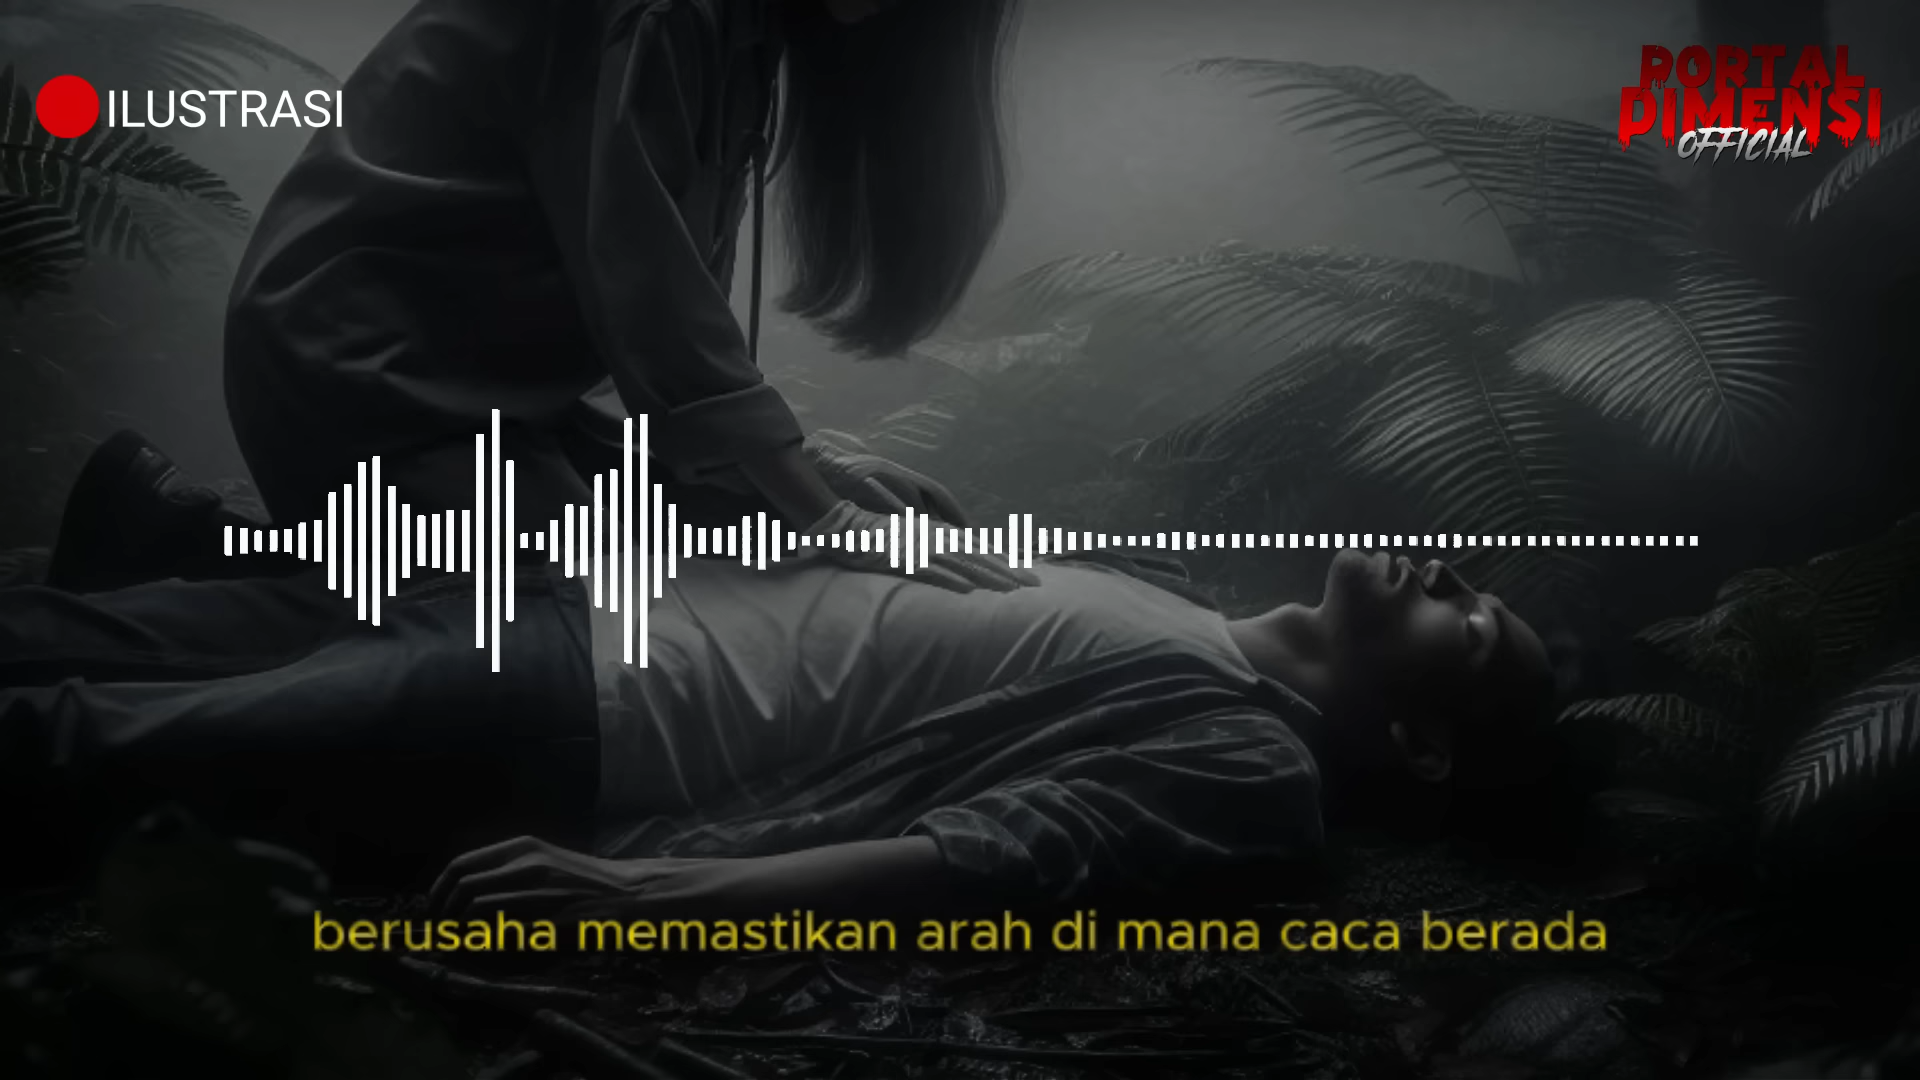 ILUSTRASI
PORTAL
DIMENSI
OFFICIAL
berusaha memastikan arah di mana caca berada